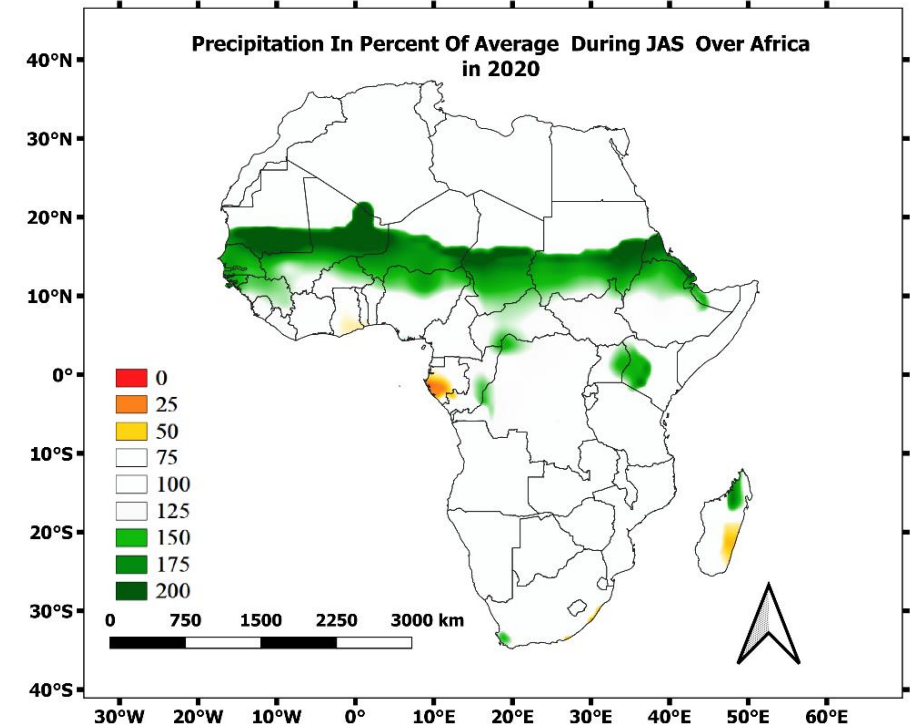 Precipitation In Percent Of Average During JAS Over Africa
in 2020
40°N
30°N
20°N
10°N
0°
10°S
20°S
30°S
40°S
0
25
50
75
100
125
150
175
200
0 750 1500 2250 3000 km
30°W 20°W 10°W 0° 10°E 20°E 30°E 40°E 50°E 60°E